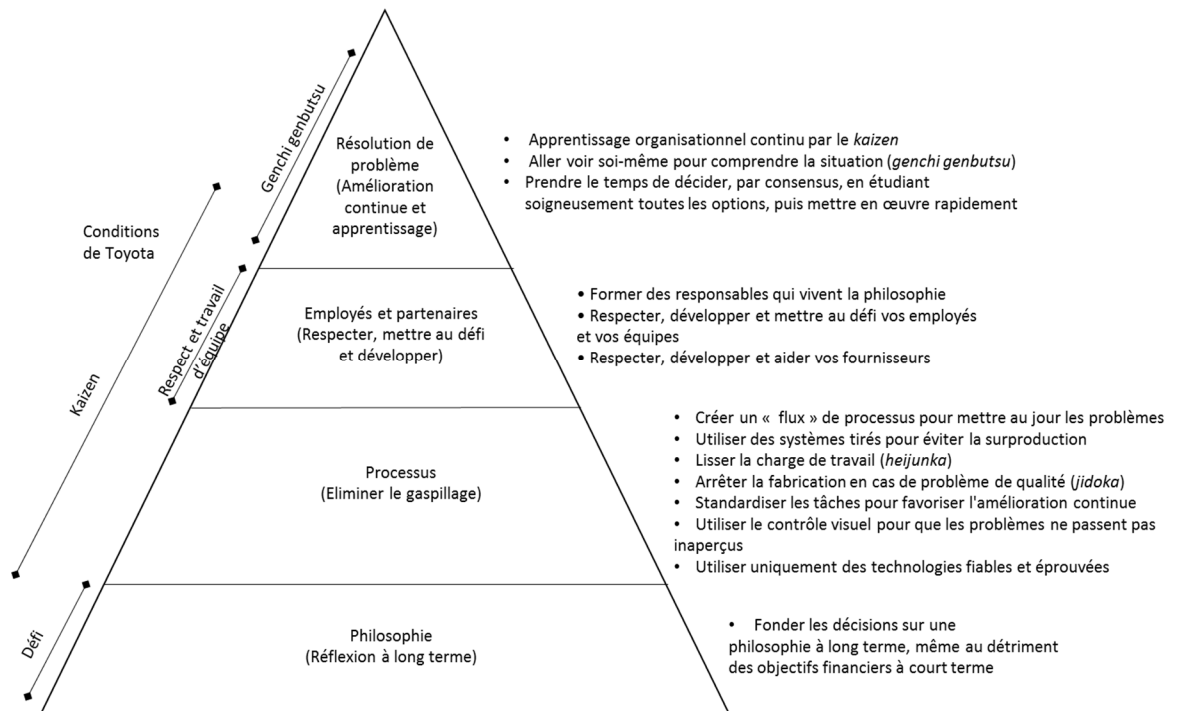 Genchi genbutsu
Résolution de
problème
(Amélioration
continue et
apprentissage)
• Apprentissage organisationnel continu par le kaizen
• Aller voir soi-même pour comprendre la situation (genchi genbutsu)
• Prendre le temps de décider, par consensus, en étudiant
soigneusement toutes les options, puis mettre en œuvre rapidement
Conditions
de Toyota
Kaizen
Respect et travail
d’équipe
Employés et partenaires
(Respecter, mettre au défi
et développer)
• Former des responsables qui vivent la philosophie
• Respecter, développer et mettre au défi vos employés
et vos équipes
• Respecter, développer et aider vos fournisseurs
Processus
(Eliminer le gaspillage)
• Créer un « flux » de processus pour mettre au jour les problèmes
• Utiliser des systèmes tirés pour éviter la surproduction
• Lisser la charge de travail (heijunka)
• Arrêter la fabrication en cas de problème de qualité (jidoka)
• Standardiser les tâches pour favoriser l'amélioration continue
• Utiliser le contrôle visuel pour que les problèmes ne passent pas
inaperçus
• Utiliser uniquement des technologies fiables et éprouvées
Défi
Philosophie
(Réflexion à long terme)
• Fonder les décisions sur une
philosophie à long terme, même au détriment
des objectifs financiers à court terme